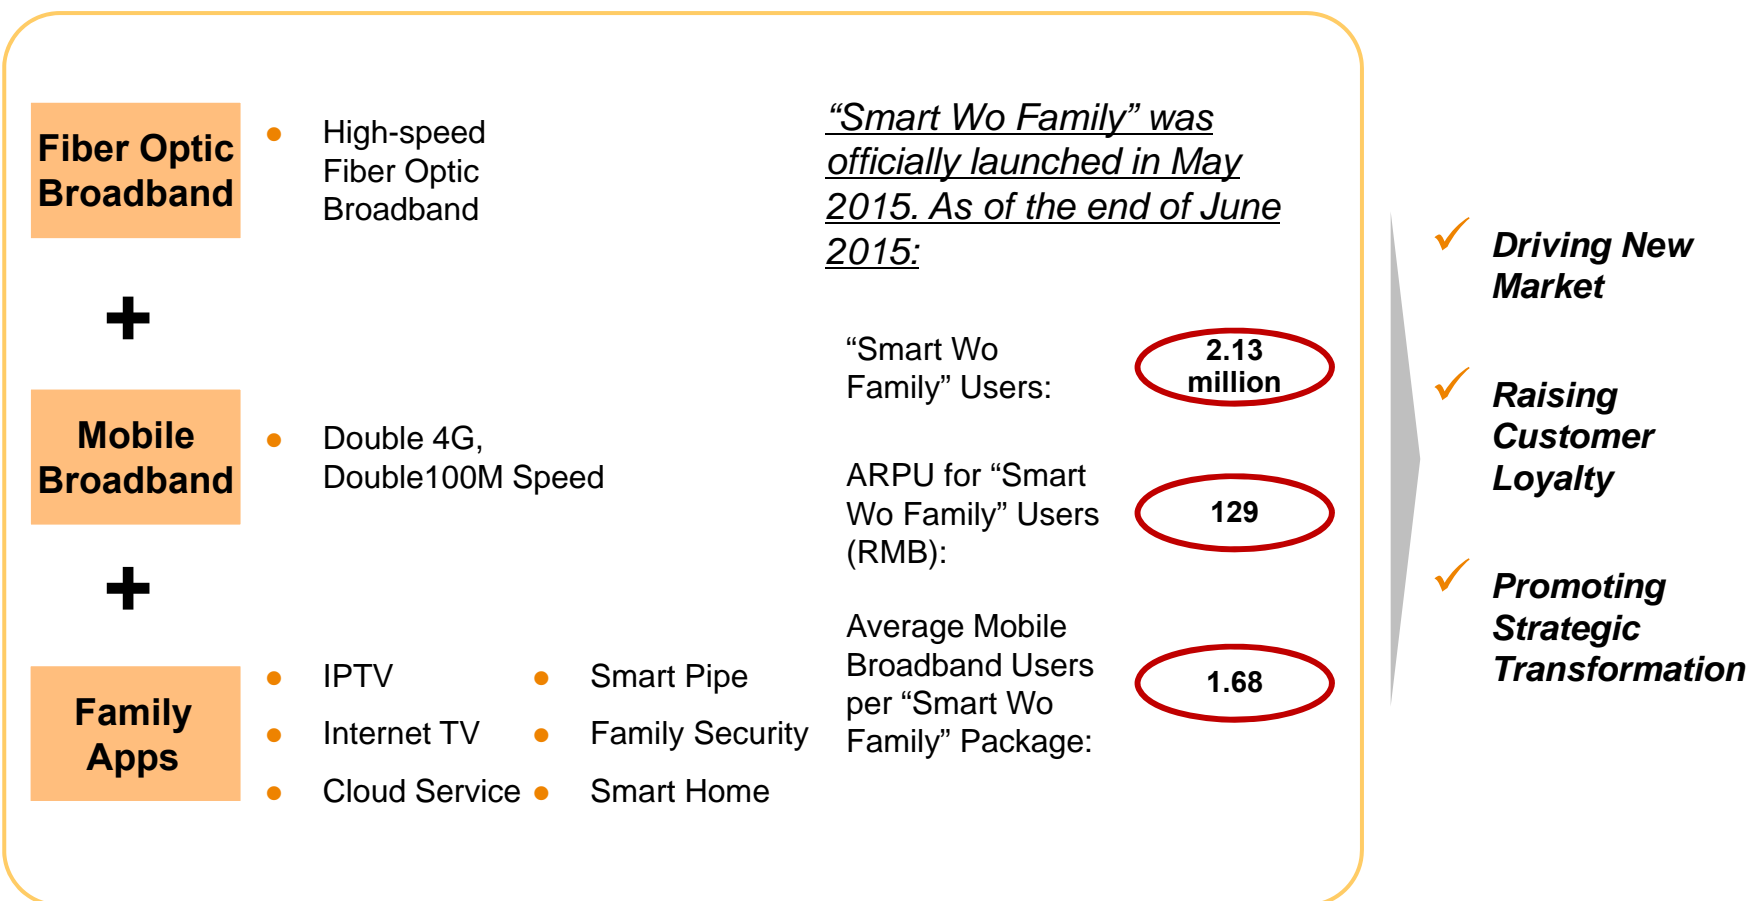 Fiber Optic
Broadband
● High-speed
Fiber Optic
Broadband
+
Mobile
Broadband
● Double 4G,
Double100M Speed
+
Family
Apps
● IPTV
● Internet TV
● Cloud Service
● Smart Pipe
● Family Security
● Smart Home
“Smart Wo Family” was
officially launched in May
2015. As of the end of June
2015:
“Smart Wo
Family” Users:
2.13
million
ARPU for “Smart
Wo Family” Users
(RMB):
129
Average Mobile
Broadband Users
per “Smart Wo
Family” Package:
1.68
✓ Driving New
Market
✓ Raising
Customer
Loyalty
✓ Promoting
Strategic
Transformation